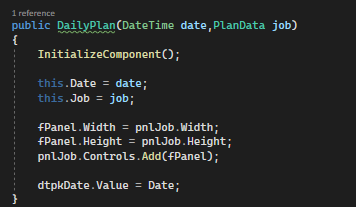 1 reference
public DailyPlan(DateTime date,PlanData job)
{
InitializeComponent();
this.Date = date;
this.Job = job;
fPanel.Width = pnlJob.Width;
fPanel.Height = pnlJob.Height;
pnlJob.Controls.Add(fPanel);
dtpkDate.Value = Date;
}